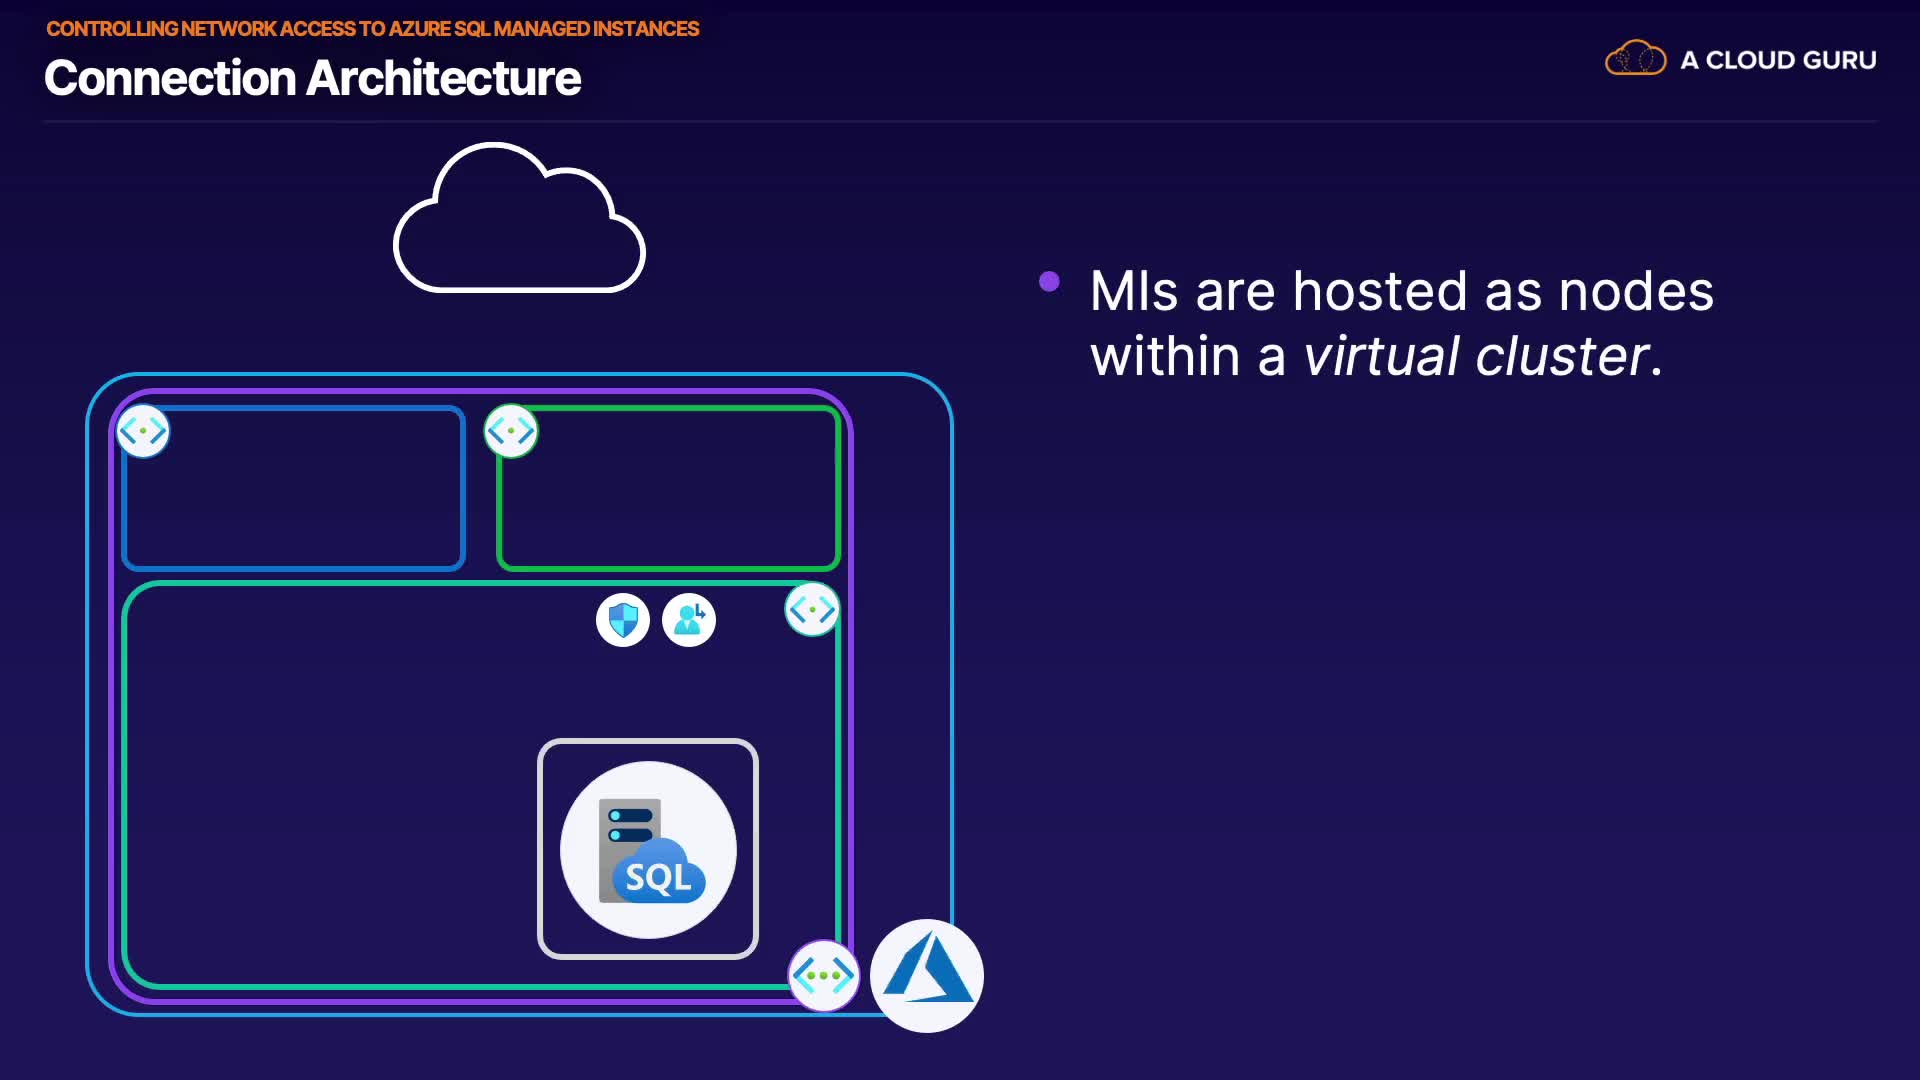 CONTROLLING NETWORK ACCESS TO AZURE SQL MANAGED INSTANCES
Connection Architecture
A CLOUD GURU
MIs are hosted as nodes
within a virtual cluster.
SQL